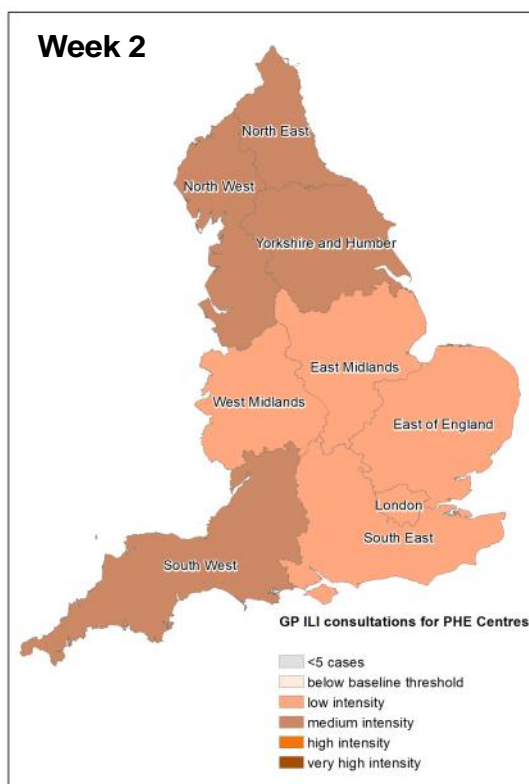 Week 2
North East
North West
Yorkshire and Humber
East Midlands
West Midlands
East of England
London
South East
South West
GP ILI consultations for PHE Centres
<5 cases
below baseline threshold
low intensity
medium intensity
high intensity
very high intensity